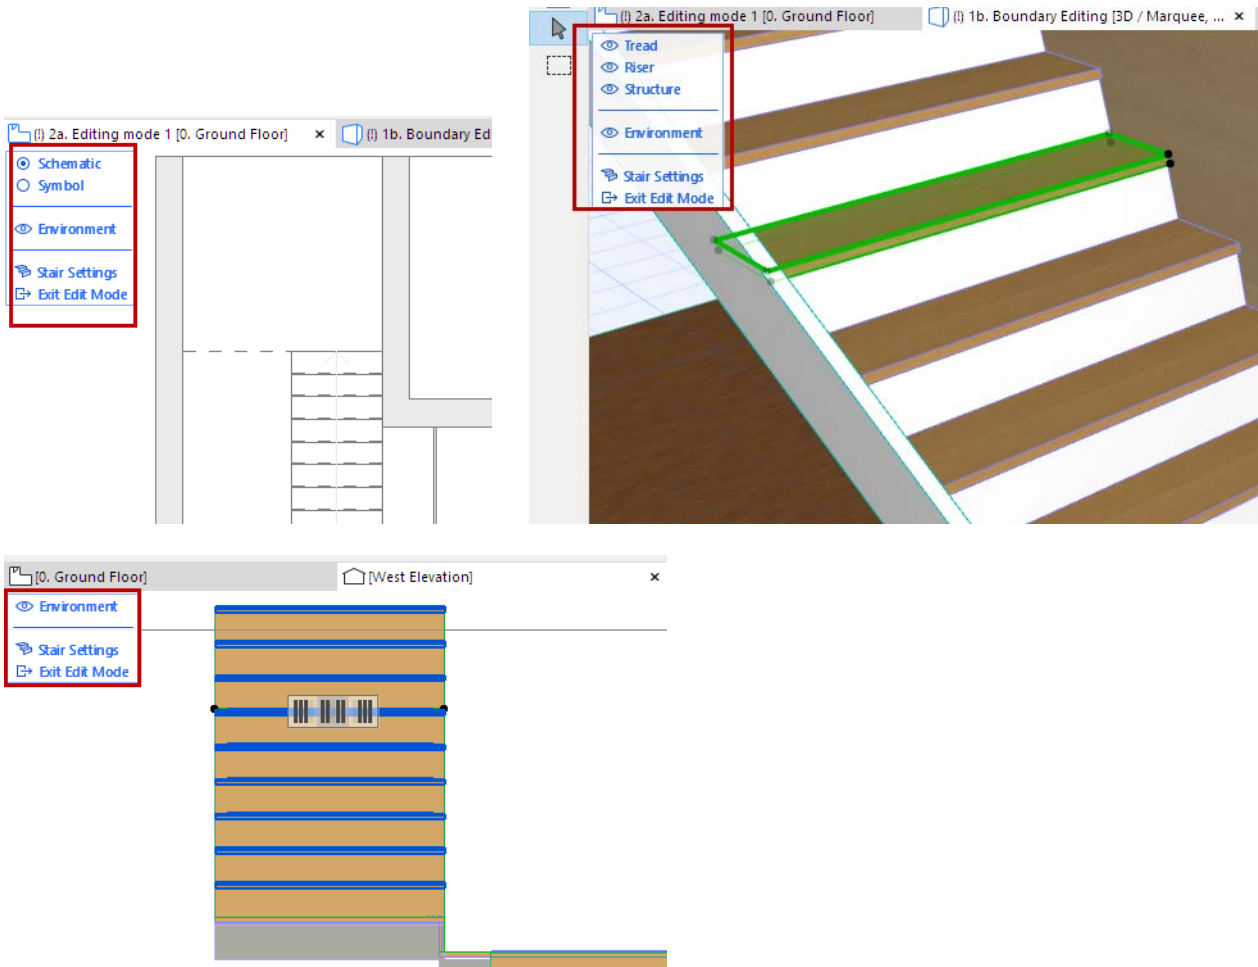 (!) 2a. Editing mode 1 [0. Ground Floor]
(!) 1b. Boundary Editing [3D / Marquee, ...
Tread
Riser
Structure
Environment
Stair Settings
Exit Edit Mode
(!) 2a. Editing mode 1 [0. Ground Floor]
(!) 1b. Boundary Ed
Schematic
Symbol
Environment
Stair Settings
Exit Edit Mode
[0. Ground Floor]
[West Elevation]
Environment
Stair Settings
Exit Edit Mode